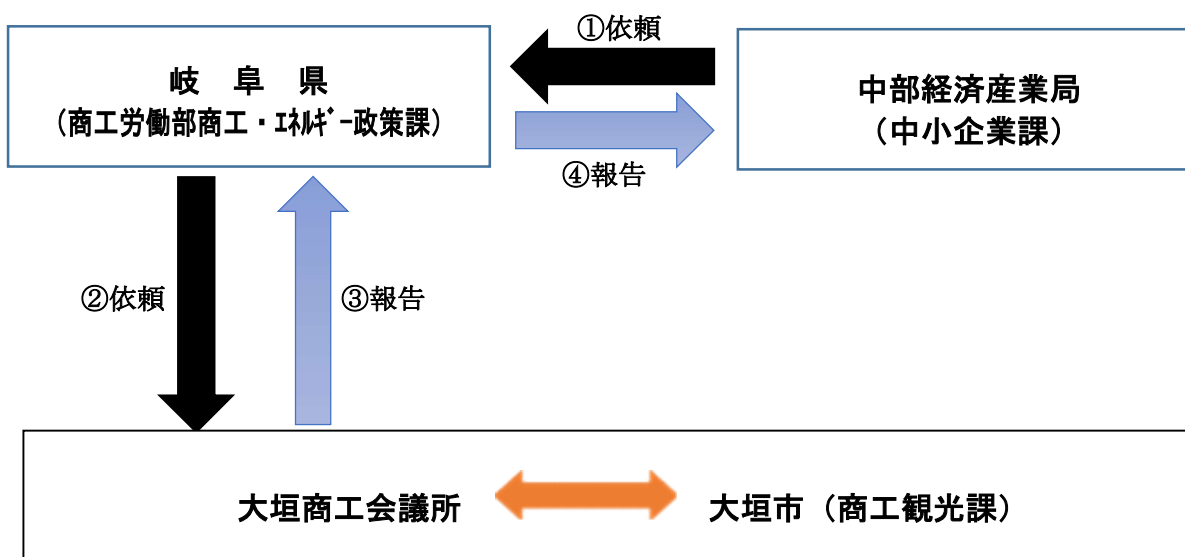 ①依頼
岐　阜　県
（商工労働部商工・ｴﾈﾙｷﾞｰ政策課）
中部経済産業局
（中小企業課）
④報告
②依頼
③報告
大垣商工会議所
大垣市（商工観光課）